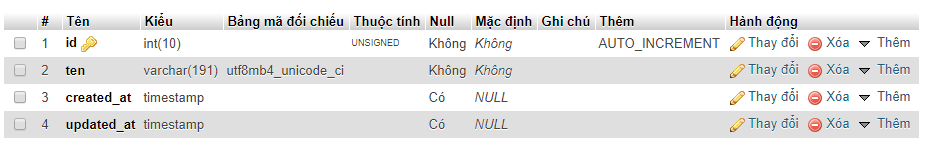 # Tên Kiểu Bảng mã đối chiếu Thuộc tính Null Mặc định Ghi chú Thêm Hành động
1 id int(10) UNSIGNED Không Không AUTO_INCREMENT Thay đổi Xóa Thêm
2 ten varchar(191) utf8mb4_unicode_ci Không Không Thay đổi Xóa Thêm
3 created_at timestamp Có NULL Thay đổi Xóa Thêm
4 updated_at timestamp Có NULL Thay đổi Xóa Thêm